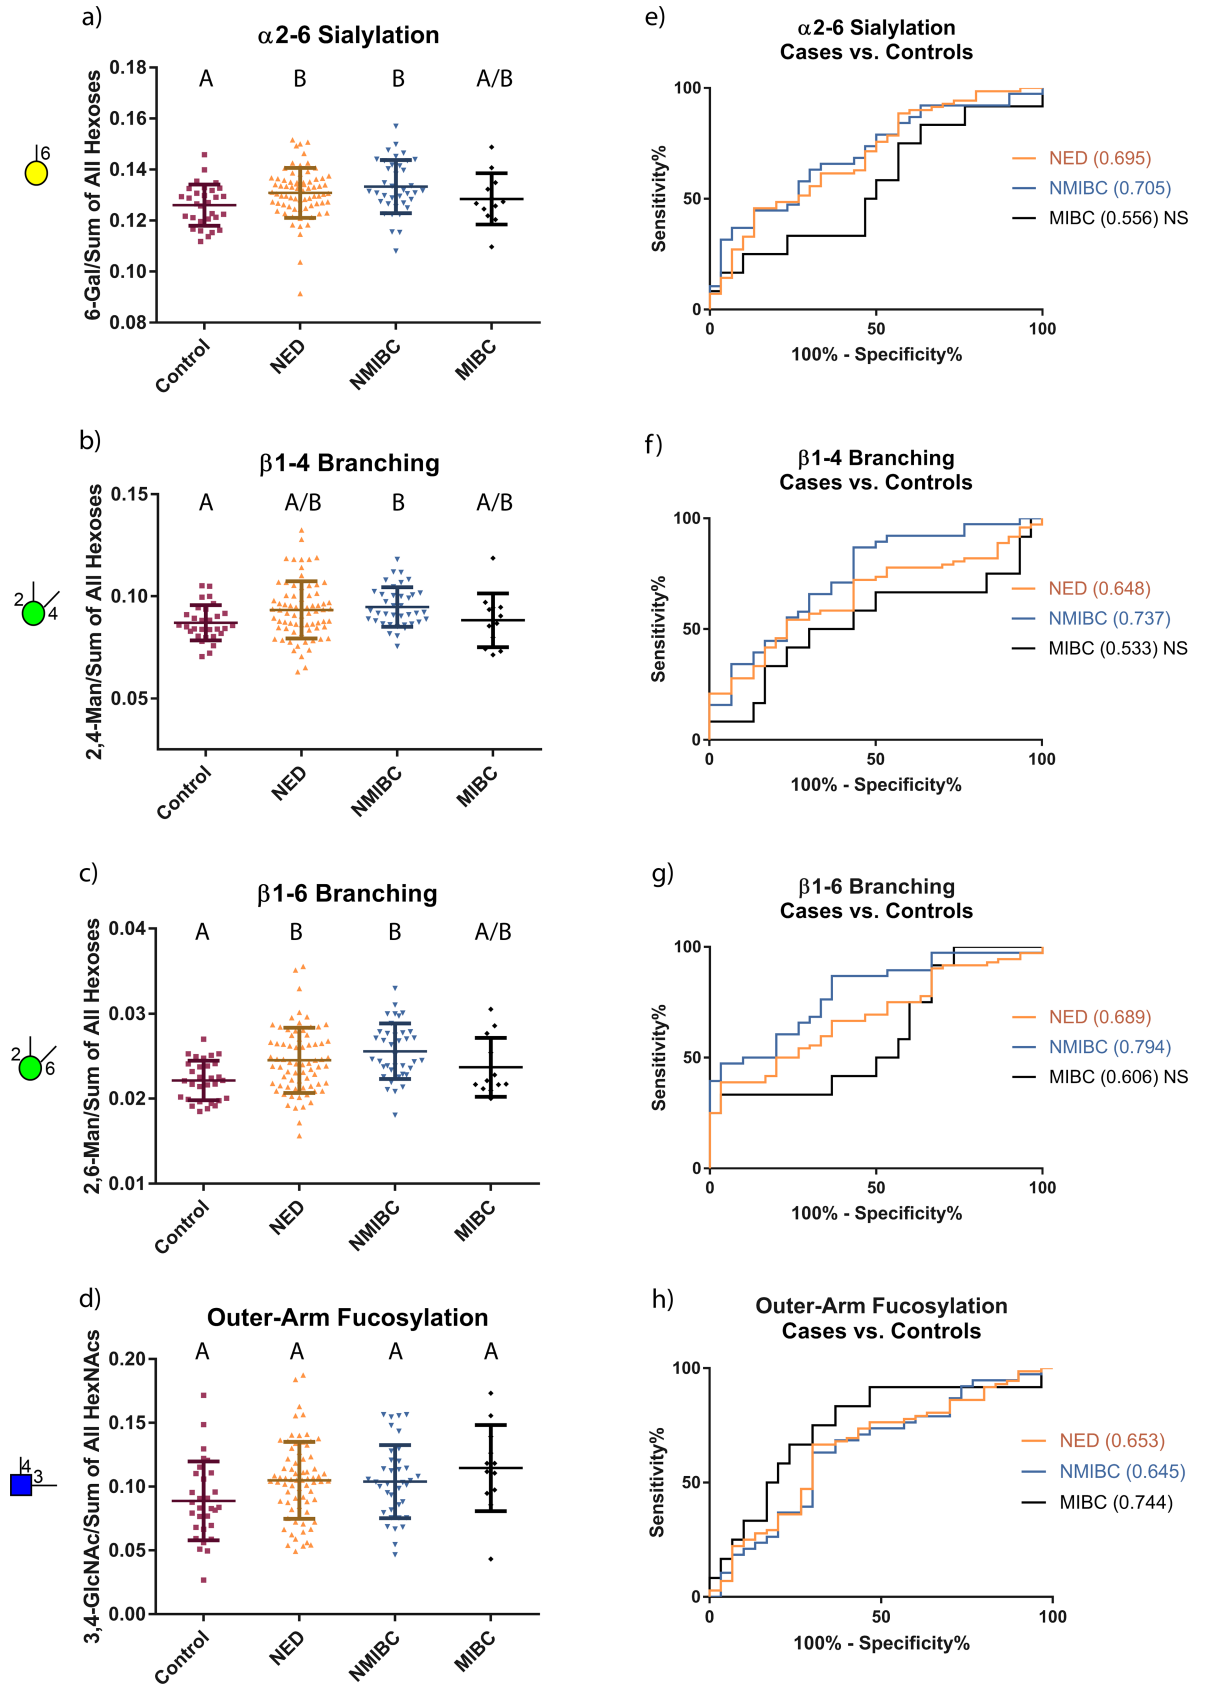 a)
α2-6 Sialylation
6-Gal/Sum of All Hexoses
0.18
0.16
0.14
0.12
0.10
0.08
A B B A/B
Control NED NMIBC MIBC
6
e)
α2-6 Sialylation
Cases vs. Controls
Sensitivity%
100
50
0
0 50 100
100% - Specificity%
NED (0.695)
NMIBC (0.705)
MIBC (0.556) NS
b)
β1-4 Branching
2,4-Man/Sum of All Hexoses
0.15
0.10
0.05
A A/B B A/B
Control NED NMIBC MIBC
2 4
f)
β1-4 Branching
Cases vs. Controls
Sensitivity%
100
50
0
0 50 100
100% - Specificity%
NED (0.648)
NMIBC (0.737)
MIBC (0.533) NS
c)
β1-6 Branching
2,6-Man/Sum of All Hexoses
0.04
0.03
0.02
0.01
A B B A/B
Control NED NMIBC MIBC
2 6
g)
β1-6 Branching
Cases vs. Controls
Sensitivity%
100
50
0
0 50 100
100% - Specificity%
NED (0.689)
NMIBC (0.794)
MIBC (0.606) NS
d)
Outer-Arm Fucosylation
3,4-GlcNAc/Sum of All HexNAcs
0.20
0.15
0.10
0.05
0.00
A A A A
Control NED NMIBC MIBC
4 3
h)
Outer-Arm Fucosylation
Cases vs. Controls
Sensitivity%
100
50
0
0 50 100
100% - Specificity%
NED (0.653)
NMIBC (0.645)
MIBC (0.744)